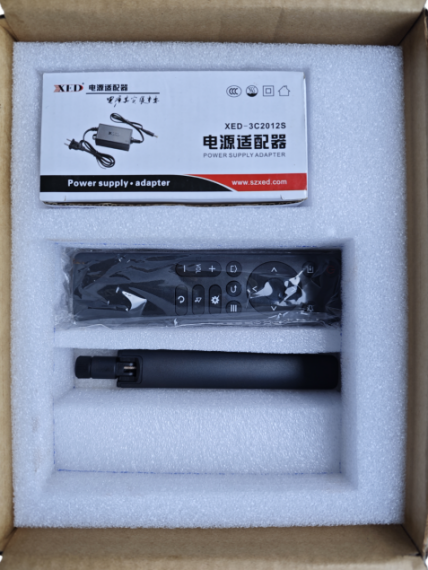 XED 电源适配器
XED-3C2012S
电源适配器
POWER SUPPLY ADAPTER
Power supply • adapter
www.szxed.com
VOL